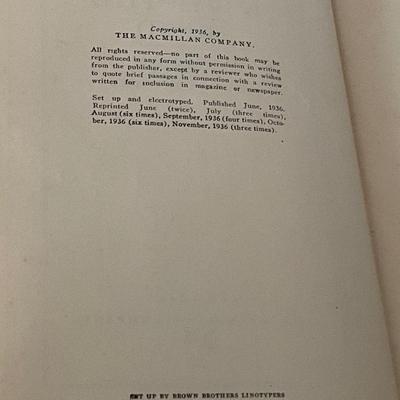 Copyright, 1936, by
THE MACMILLAN COMPANY.
All rights reserved—no part of this book may be
reproduced in any form without permission in writing
from the publisher, except by a reviewer who wishes
to quote brief passages in connection with a review
written for inclusion in magazine or newspaper.
Set up and electrotyped. Published June, 1936.
Reprinted June (twice), July (three times),
August (six times), September, 1936 (four times), Octo-
ber, 1936 (six times), November, 1936 (three times).
SET UP BY BROWN BROTHERS LINOTYPERS